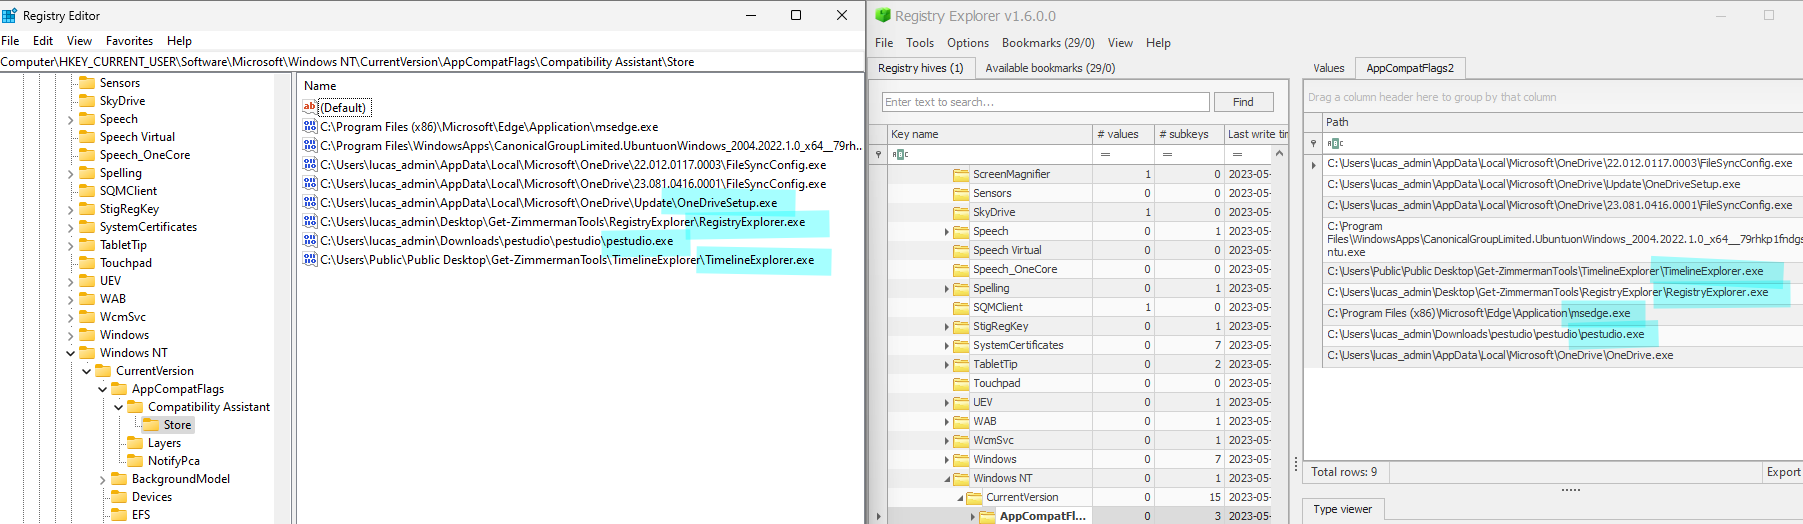 Registry Editor
File Edit View Favorites Help
Computer\HKEY_CURRENT_USER\Software\Microsoft\Windows NT\CurrentVersion\AppCompatFlags\Compatibility Assistant\Store
Sensors
SkyDrive
Speech
Speech Virtual
Speech_OneCore
Spelling
SQMClient
StigRegKey
SystemCertificates
TabletTip
Touchpad
UEV
WAB
WcmSvc
Windows
Windows NT
CurrentVersion
AppCompatFlags
Compatibility Assistant
Store
Layers
NotifyPca
BackgroundModel
Devices
EFS
Name
ab (Default)
C:\Program Files (x86)\Microsoft\Edge\Application\msedge.exe
C:\Program Files\WindowsApps\CanonicalGroupLimited.UbuntuonWindows_2004.2022.1.0_x64__79rh...
C:\Users\lucas_admin\AppData\Local\Microsoft\OneDrive\22.012.0117.0003\FileSyncConfig.exe
C:\Users\lucas_admin\AppData\Local\Microsoft\OneDrive\23.081.0416.0001\FileSyncConfig.exe
C:\Users\lucas_admin\AppData\Local\Microsoft\OneDrive\Update\OneDriveSetup.exe
C:\Users\lucas_admin\Desktop\Get-ZimmermanTools\RegistryExplorer\RegistryExplorer.exe
C:\Users\lucas_admin\Downloads\pestudio\pestudio\pestudio.exe
C:\Users\Public\Public Desktop\Get-ZimmermanTools\TimelineExplorer\TimelineExplorer.exe
Registry Explorer v1.6.0.0
File Tools Options Bookmarks (29/0) View Help
Registry hives (1) Available bookmarks (29/0)
Enter text to search... Find
Key name # values # subkeys Last write tim
ABC = = =
ScreenMagnifier 1 0 2023-05-
Sensors 0 0 2023-05-
SkyDrive 1 0 2023-05-
Speech 0 1 2023-05-
Speech Virtual 0 0 2023-05-
Speech_OneCore 0 0 2023-05-
Spelling 0 1 2023-05-
SQMClient 1 0 2023-05-
StigRegKey 0 1 2023-05-
SystemCertificates 0 7 2023-05-
TabletTip 0 2 2023-05-
Touchpad 0 0 2023-05-
UEV 0 1 2023-05-
WAB 0 1 2023-05-
WcmSvc 0 1 2023-05-
Windows 0 7 2023-05-
Windows NT 0 1 2023-05-
CurrentVersion 0 15 2023-05-
AppCompatFl... 0 3 2023-05-
Values AppCompatFlags2
Drag a column header here to group by that column
Path
ABC
C:\Users\lucas_admin\AppData\Local\Microsoft\OneDrive\22.012.0117.0003\FileSyncConfig.exe
C:\Users\lucas_admin\AppData\Local\Microsoft\OneDrive\Update\OneDriveSetup.exe
C:\Users\lucas_admin\AppData\Local\Microsoft\OneDrive\23.081.0416.0001\FileSyncConfig.exe
C:\Program
Files\WindowsApps\CanonicalGroupLimited.UbuntuonWindows_2004.2022.1.0_x64__79rhkp1fndgs
ntu.exe
C:\Users\Public\Public Desktop\Get-ZimmermanTools\TimelineExplorer\TimelineExplorer.exe
C:\Users\lucas_admin\Desktop\Get-ZimmermanTools\RegistryExplorer\RegistryExplorer.exe
C:\Program Files (x86)\Microsoft\Edge\Application\msedge.exe
C:\Users\lucas_admin\Downloads\pestudio\pestudio\pestudio.exe
C:\Users\lucas_admin\AppData\Local\Microsoft\OneDrive\OneDrive.exe
Total rows: 9 Export
Type viewer